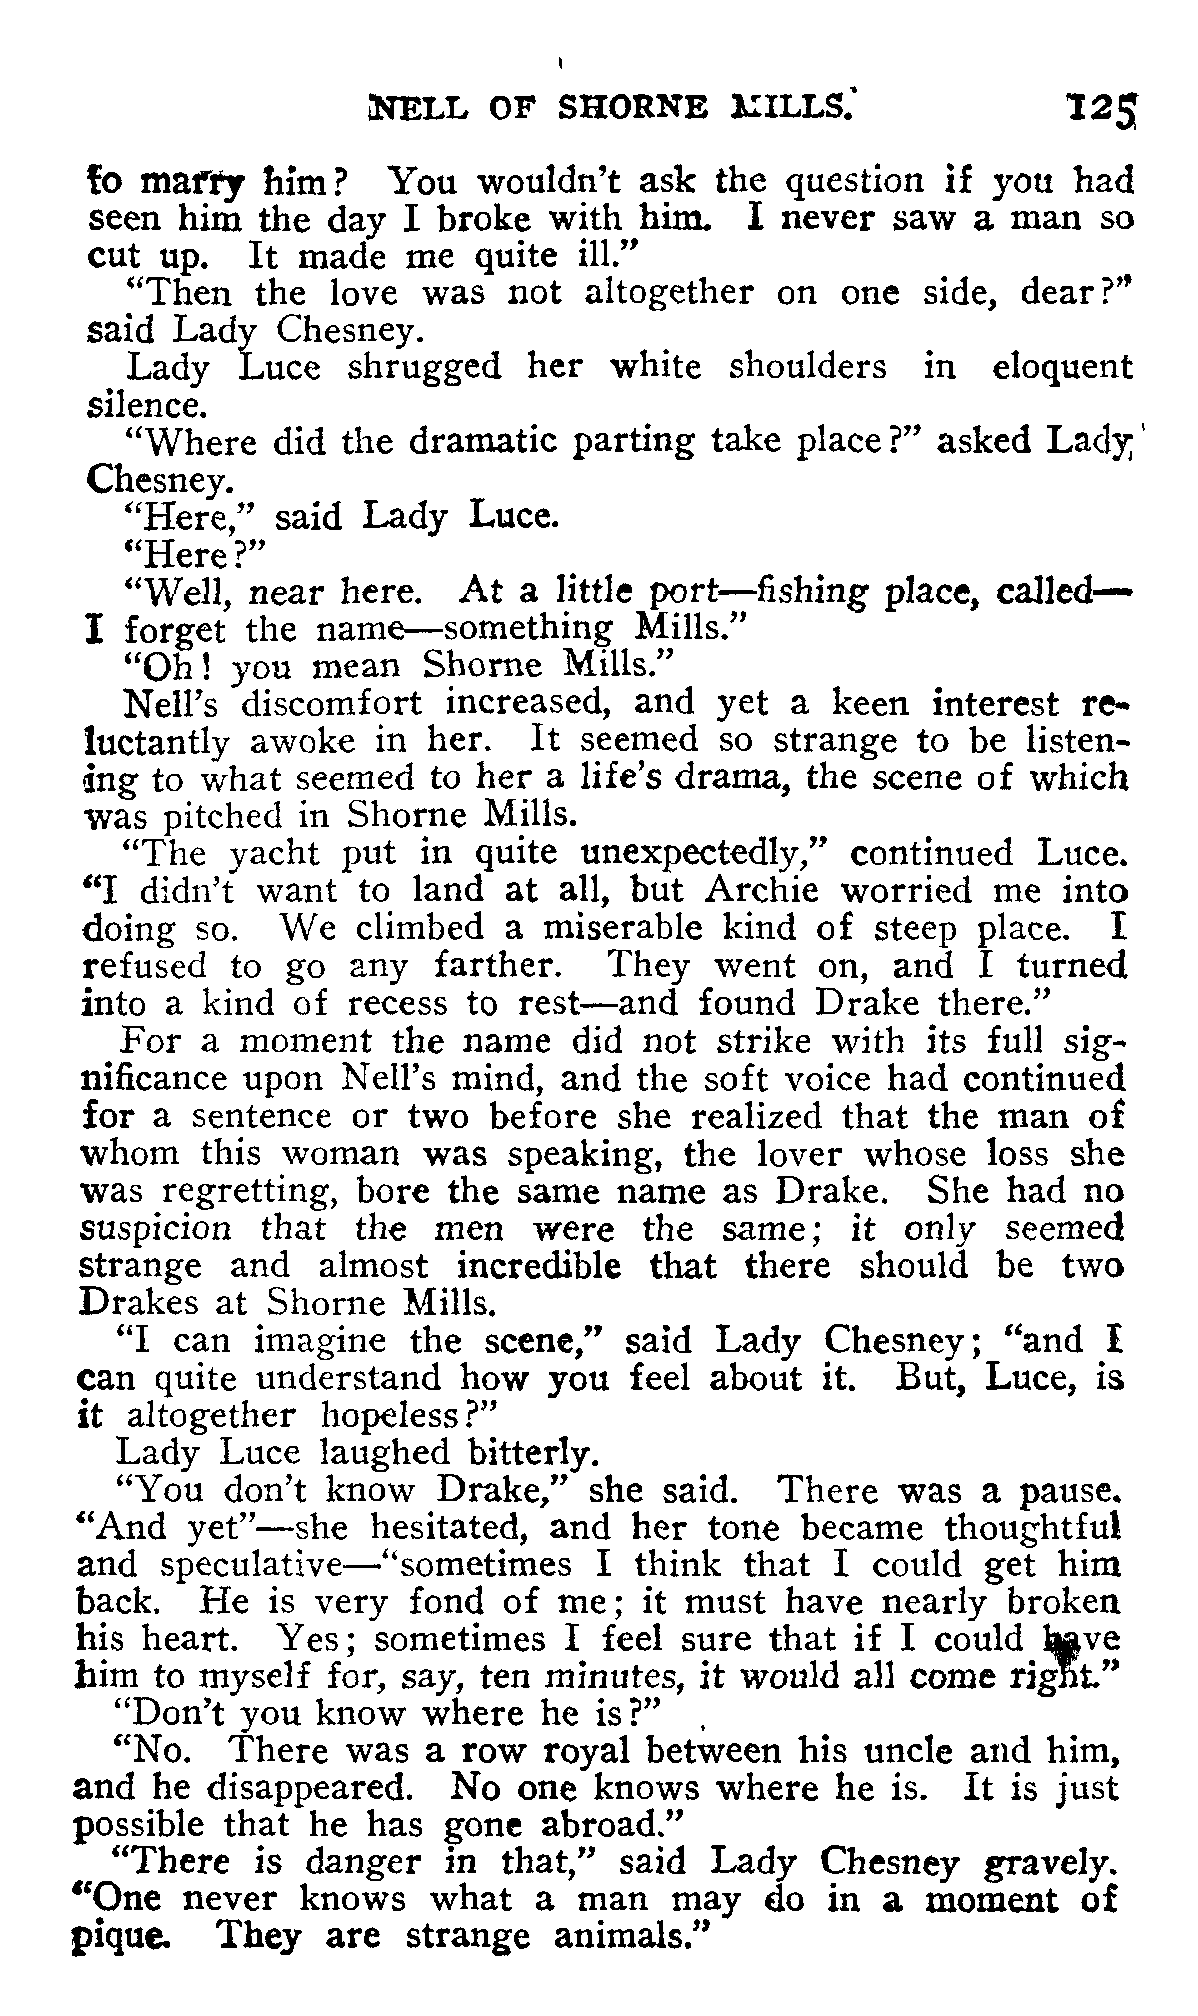 NELL OF SHORNE MILLS. 125
to marry him? You wouldn't ask the question if you had
seen him the day I broke with him. I never saw a man so
cut up. It made me quite ill."
"Then the love was not altogether on one side, dear?"
said Lady Chesney.
Lady Luce shrugged her white shoulders in eloquent
silence.
"Where did the dramatic parting take place?" asked Lady
Chesney.
"Here," said Lady Luce.
"Here?"
"Well, near here. At a little port—fishing place, called—
I forget the name—something Mills."
"Oh! you mean Shorne Mills."
Nell's discomfort increased, and yet a keen interest re-
luctantly awoke in her. It seemed so strange to be listen-
ing to what seemed to her a life's drama, the scene of which
was pitched in Shorne Mills.
"The yacht put in quite unexpectedly," continued Luce.
"I didn't want to land at all, but Archie worried me into
doing so. We climbed a miserable kind of steep place. I
refused to go any farther. They went on, and I turned
into a kind of recess to rest—and found Drake there."
For a moment the name did not strike with its full sig-
nificance upon Nell's mind, and the soft voice had continued
for a sentence or two before she realized that the man of
whom this woman was speaking, the lover whose loss she
was regretting, bore the same name as Drake. She had no
suspicion that the men were the same; it only seemed
strange and almost incredible that there should be two
Drakes at Shorne Mills.
"I can imagine the scene," said Lady Chesney; "and I
can quite understand how you feel about it. But, Luce, is
it altogether hopeless?"
Lady Luce laughed bitterly.
"You don't know Drake," she said. There was a pause.
"And yet"—she hesitated, and her tone became thoughtful
and speculative—"sometimes I think that I could get him
back. He is very fond of me; it must have nearly broken
his heart. Yes; sometimes I feel sure that if I could have
him to myself for, say, ten minutes, it would all come right."
"Don't you know where he is?"
"No. There was a row royal between his uncle and him,
and he disappeared. No one knows where he is. It is just
possible that he has gone abroad."
"There is danger in that," said Lady Chesney gravely.
"One never knows what a man may do in a moment of
pique. They are strange animals."